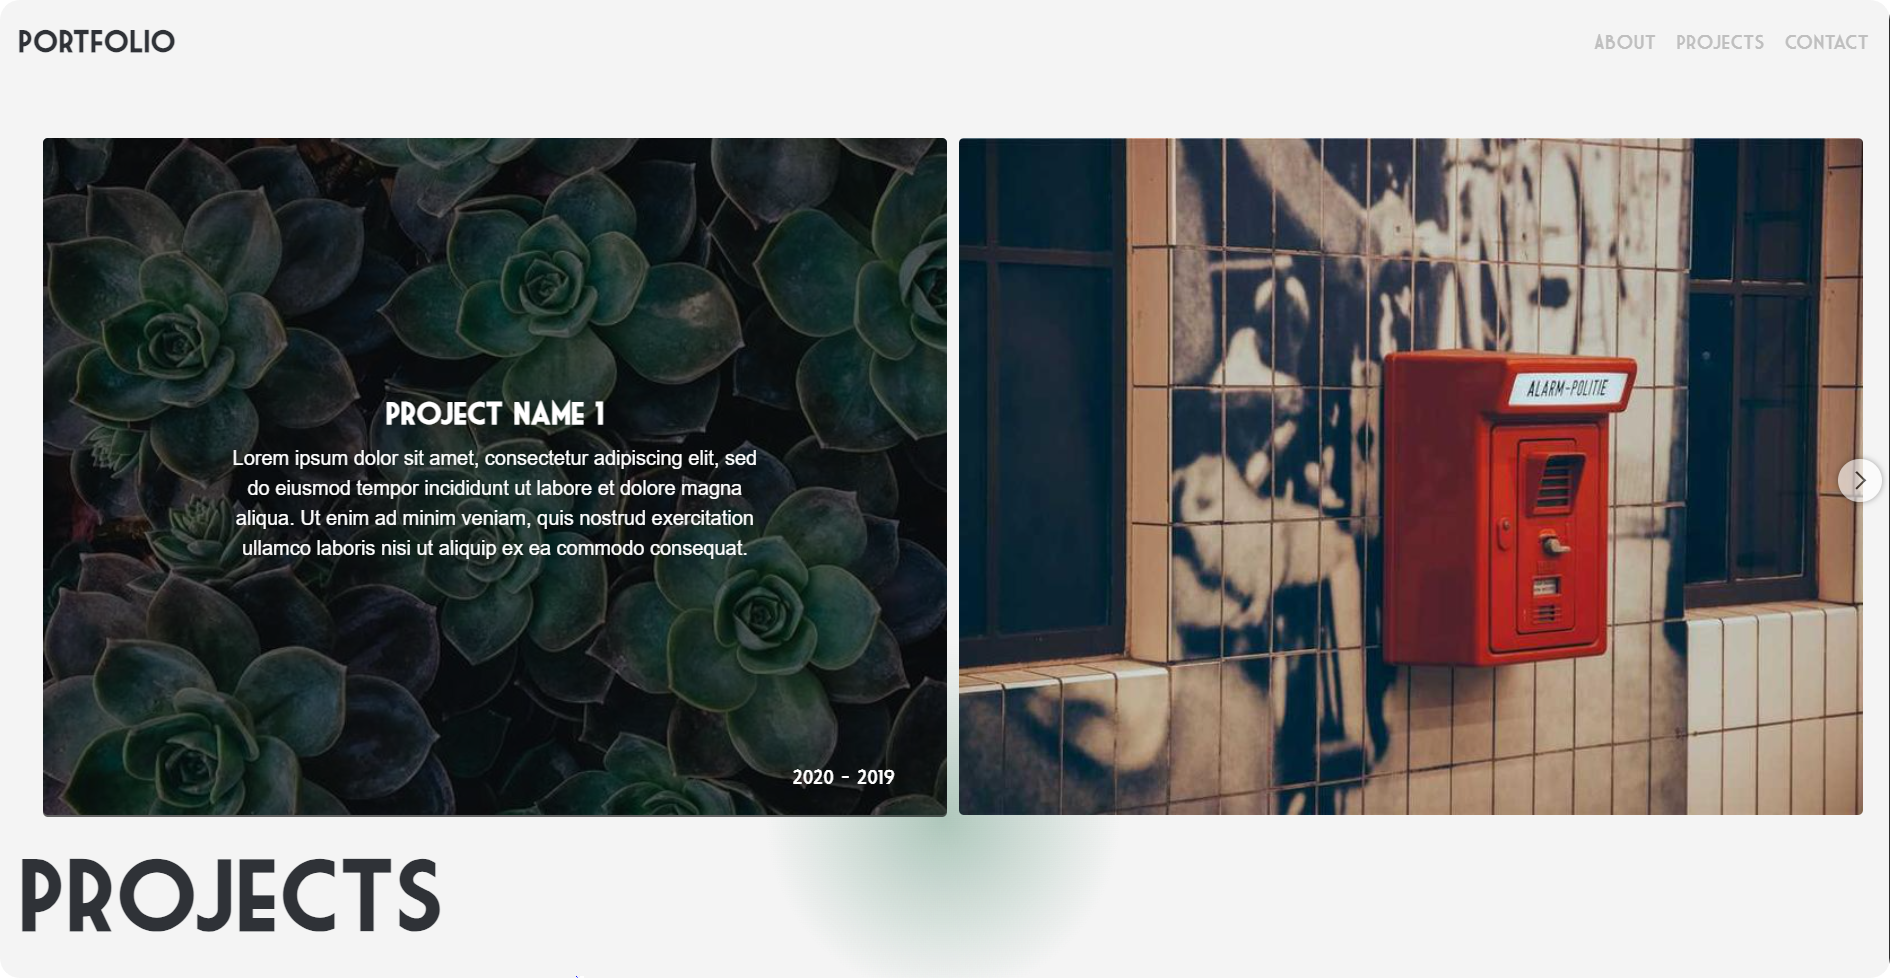 PORTFOLIO
ABOUT PROJECTS CONTACT
PROJECT NAME 1
Lorem ipsum dolor sit amet, consectetur adipiscing elit, sed
do eiusmod tempor incididunt ut labore et dolore magna
aliqua. Ut enim ad minim veniam, quis nostrud exercitation
ullamco laboris nisi ut aliquip ex ea commodo consequat.
2020 - 2019
ALARM-POLITIE
PROJECTS